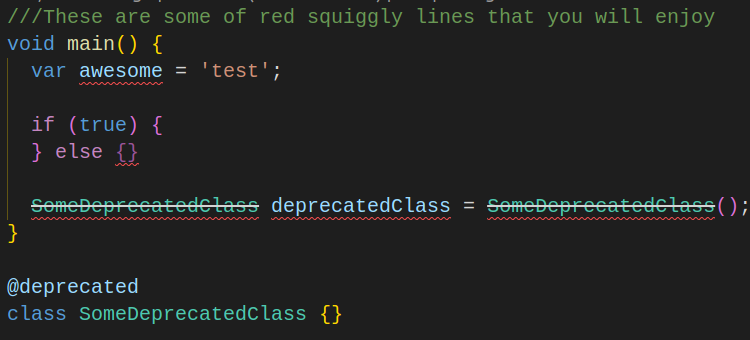 ///These are some of red squiggly lines that you will enjoy
void main() {
  var awesome = 'test';

  if (true) {
  } else {}

  SomeDeprecatedClass deprecatedClass = SomeDeprecatedClass();
}

@deprecated
class SomeDeprecatedClass {}